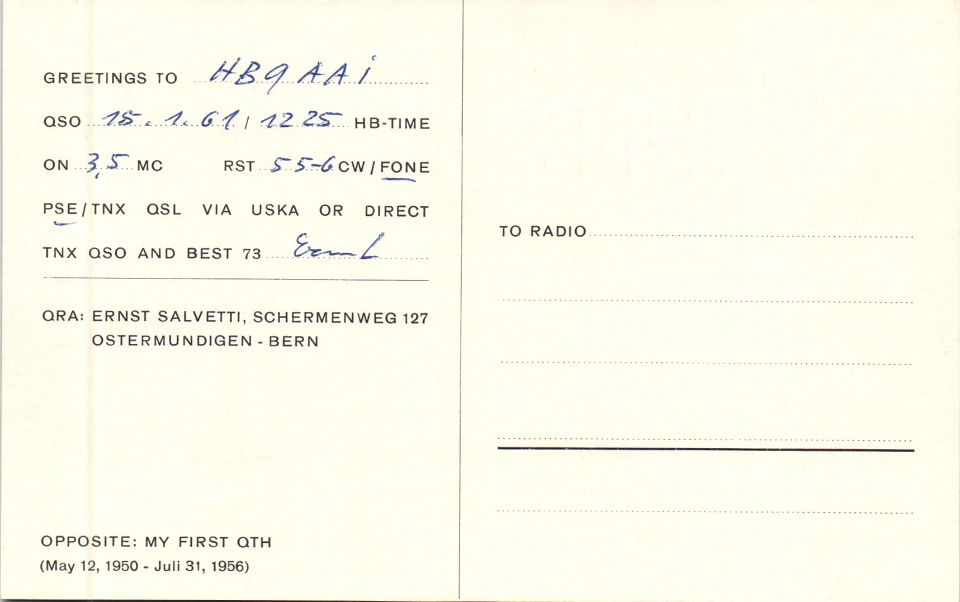 GREETINGS TO HB9AAi
QSO 15. 1. 61 / 1225 HB-TIME
ON 3,5 MC RST 55-6 CW / FONE
PSE / TNX QSL VIA USKA OR DIRECT
TNX QSO AND BEST 73
QRA: ERNST SALVETTI, SCHERMENWEG 127
OSTERMUNDIGEN - BERN
OPPOSITE: MY FIRST QTH
(May 12, 1950 - Juli 31, 1956)
TO RADIO